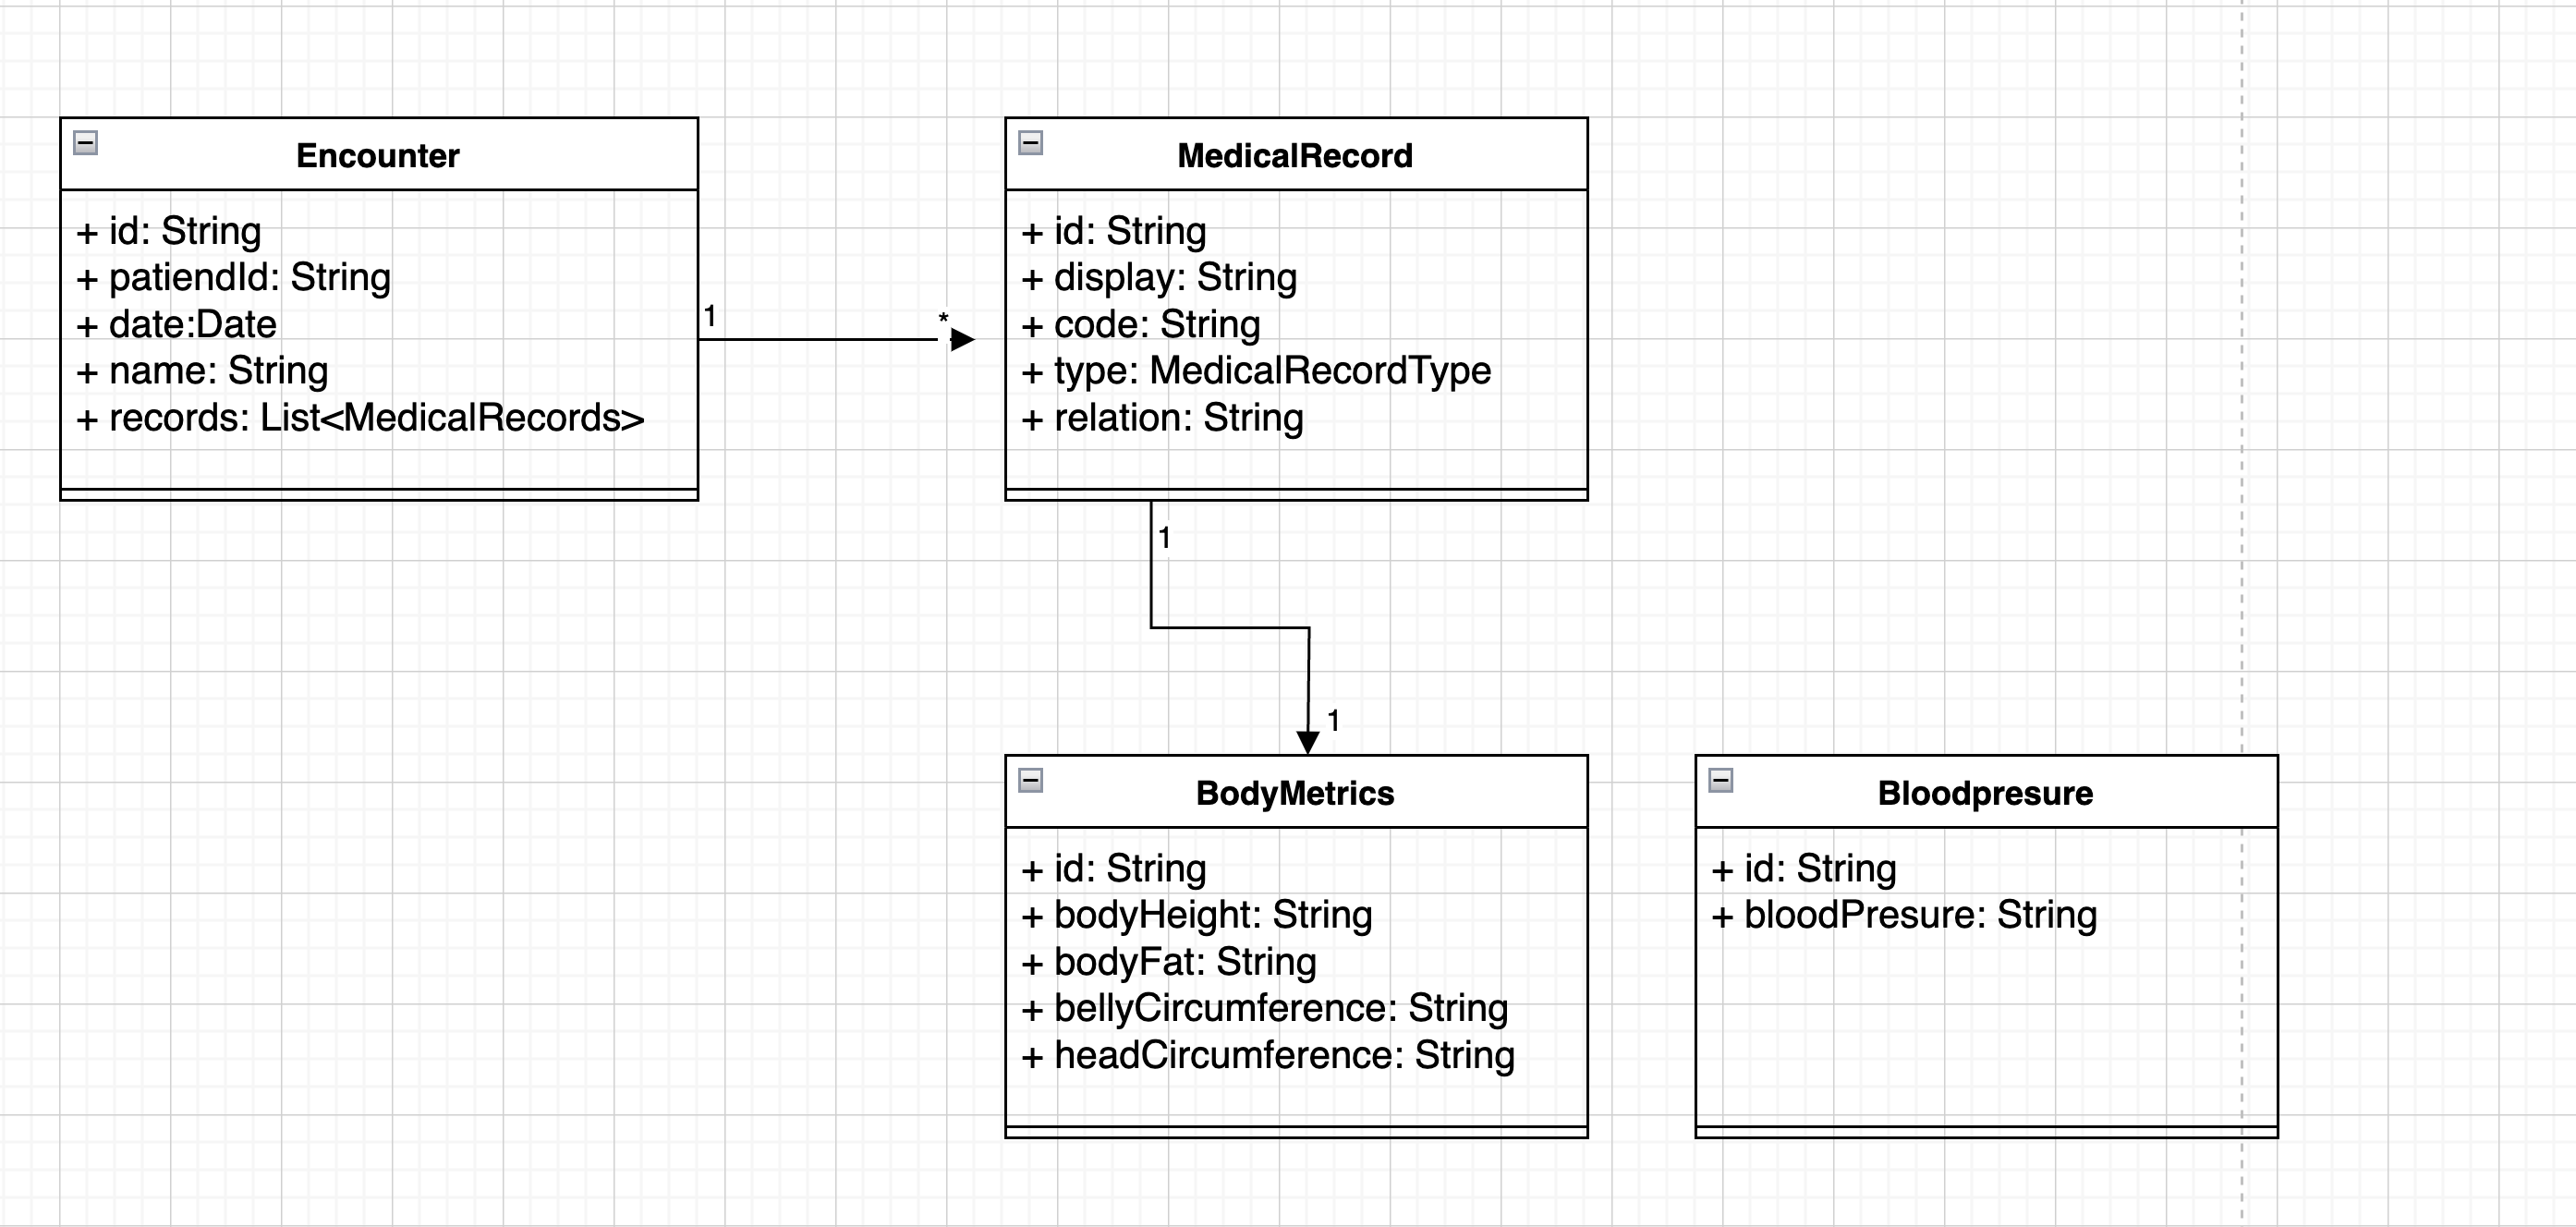 Encounter
+ id: String
+ patiendId: String
+ date:Date
+ name: String
+ records: List<MedicalRecords>
1
*
MedicalRecord
+ id: String
+ display: String
+ code: String
+ type: MedicalRecordType
+ relation: String
1
1
BodyMetrics
+ id: String
+ bodyHeight: String
+ bodyFat: String
+ bellyCircumference: String
+ headCircumference: String
Bloodpresure
+ id: String
+ bloodPresure: String